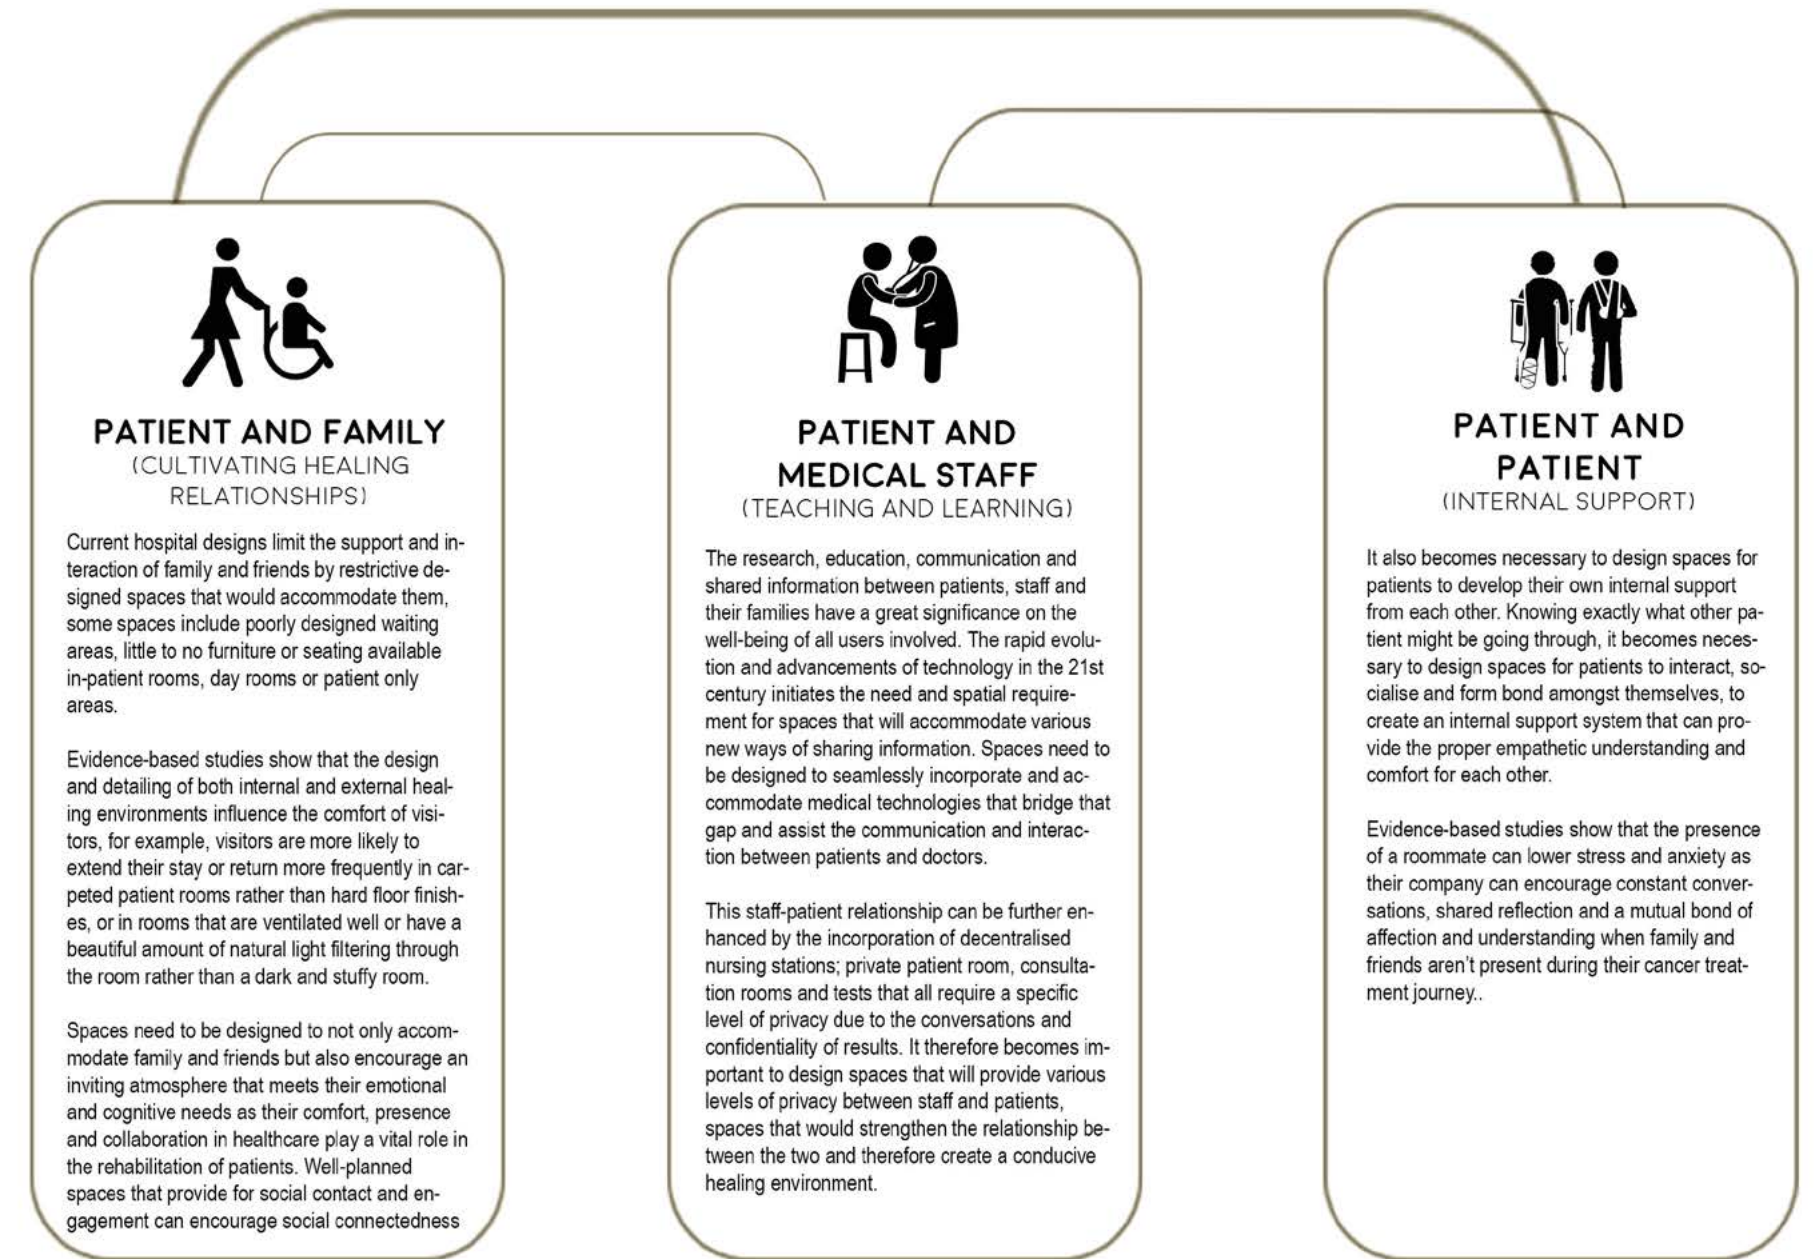 PATIENT AND FAMILY
(CULTIVATING HEALING
RELATIONSHIPS)
Current hospital designs limit the support and in-
teraction of family and friends by restrictive de-
signed spaces that would accommodate them,
some spaces include poorly designed waiting
areas, little to no furniture or seating available
in-patient rooms, day rooms or patient only
areas.
Evidence-based studies show that the design
and detailing of both internal and external heal-
ing environments influence the comfort of visi-
tors, for example, visitors are more likely to
extend their stay or return more frequently in car-
peted patient rooms rather than hard floor finish-
es, or in rooms that are ventilated well or have a
beautiful amount of natural light filtering through
the room rather than a dark and stuffy room.
Spaces need to be designed to not only accom-
modate family and friends but also encourage an
inviting atmosphere that meets their emotional
and cognitive needs as their comfort, presence
and collaboration in healthcare play a vital role in
the rehabilitation of patients. Well-planned
spaces that provide for social contact and en-
gagement can encourage social connectedness
PATIENT AND
MEDICAL STAFF
(TEACHING AND LEARNING)
The research, education, communication and
shared information between patients, staff and
their families have a great significance on the
well-being of all users involved. The rapid evolu-
tion and advancements of technology in the 21st
century initiates the need and spatial require-
ment for spaces that will accommodate various
new ways of sharing information. Spaces need to
be designed to seamlessly incorporate and ac-
commodate medical technologies that bridge that
gap and assist the communication and interac-
tion between patients and doctors.
This staff-patient relationship can be further en-
hanced by the incorporation of decentralised
nursing stations; private patient room, consulta-
tion rooms and tests that all require a specific
level of privacy due to the conversations and
confidentiality of results. It therefore becomes im-
portant to design spaces that will provide various
levels of privacy between staff and patients,
spaces that would strengthen the relationship be-
tween the two and therefore create a conducive
healing environment.
PATIENT AND
PATIENT
(INTERNAL SUPPORT)
It also becomes necessary to design spaces for
patients to develop their own internal support
from each other. Knowing exactly what other pa-
tient might be going through, it becomes neces-
sary to design spaces for patients to interact, so-
cialise and form bond amongst themselves, to
create an internal support system that can pro-
vide the proper empathetic understanding and
comfort for each other.
Evidence-based studies show that the presence
of a roommate can lower stress and anxiety as
their company can encourage constant conver-
sations, shared reflection and a mutual bond of
affection and understanding when family and
friends aren't present during their cancer treat-
ment journey..